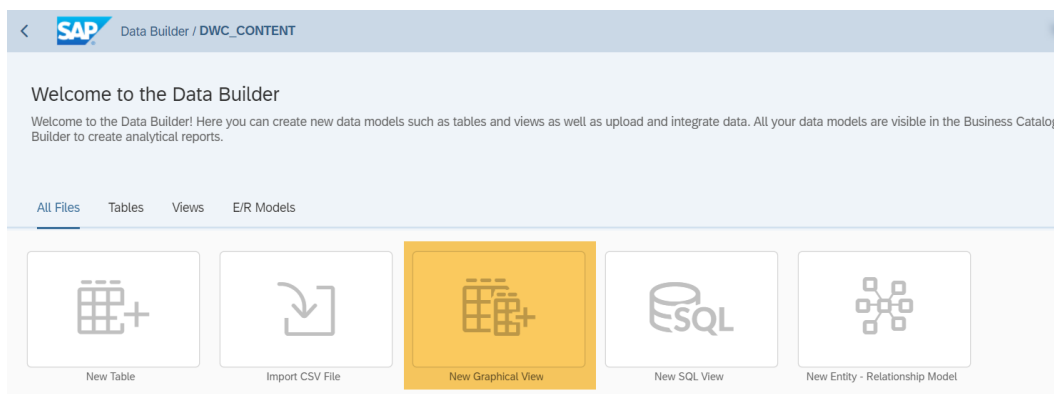 SAP Data Builder / DWC_CONTENT
Welcome to the Data Builder
Welcome to the Data Builder! Here you can create new data models such as tables and views as well as upload and integrate data. All your data models are visible in the Business Catalog
Builder to create analytical reports.
All Files Tables Views E/R Models
SQL
New Table Import CSV File New Graphical View New SQL View New Entity - Relationship Model